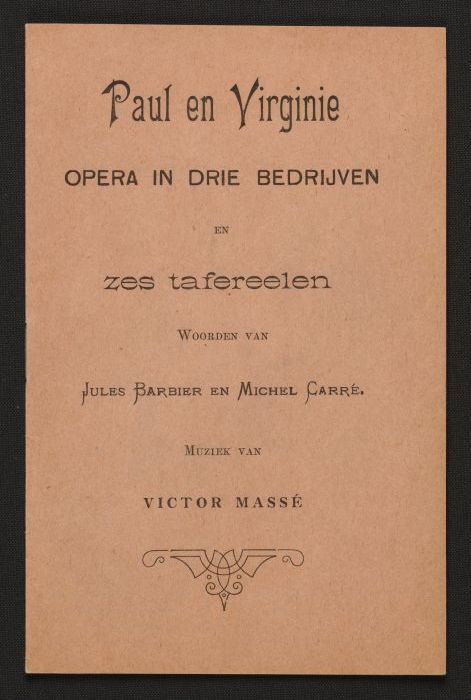 Paul en Virginie
OPERA IN DRIE BEDRIJVEN
EN
zes tafereelen
WOORDEN VAN
JULES BARBIER EN MICHEL CARRÉ.
MUZIEK VAN
VICTOR MASSÉ